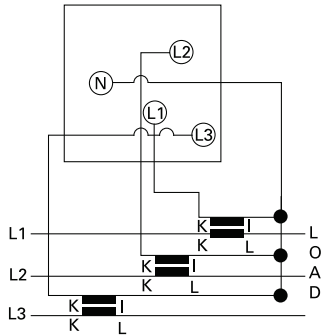 L2
N
L1
L3
K I
L1 K L L
O
K I
L2 K L A
K I D
L3 K L